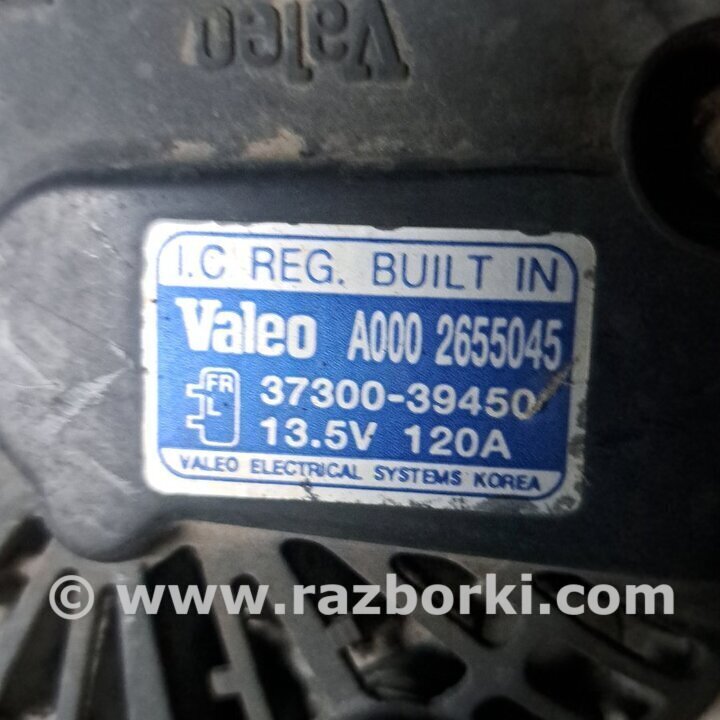 Valeo
I.C REG. BUILT IN
Valeo A000 2655045
FR 37300-39450
L 13.5V 120A
VALEO ELECTRICAL SYSTEMS KOREA
© www.razborki.com